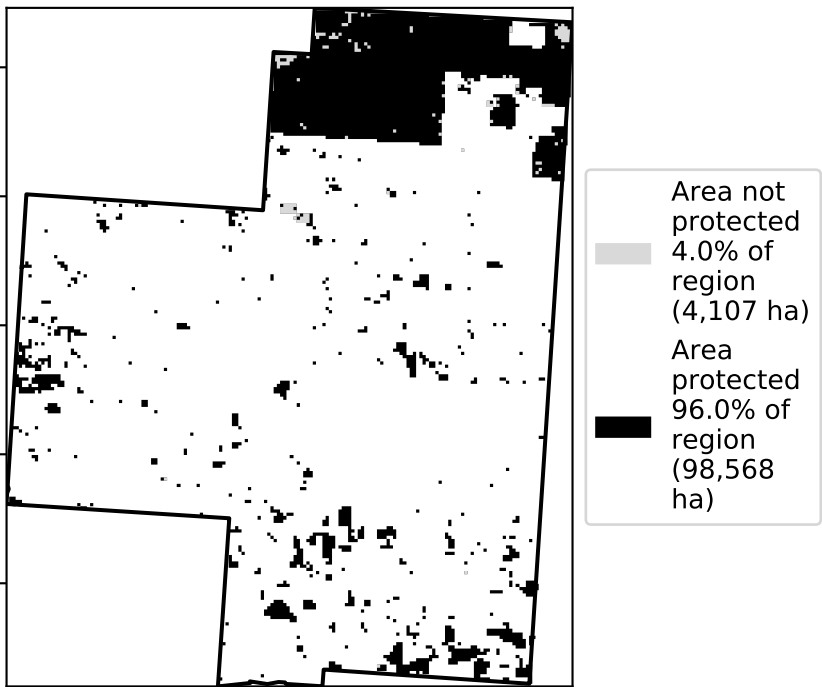 Area not
protected
4.0% of
region
(4,107 ha)
Area
protected
96.0% of
region
(98,568
ha)